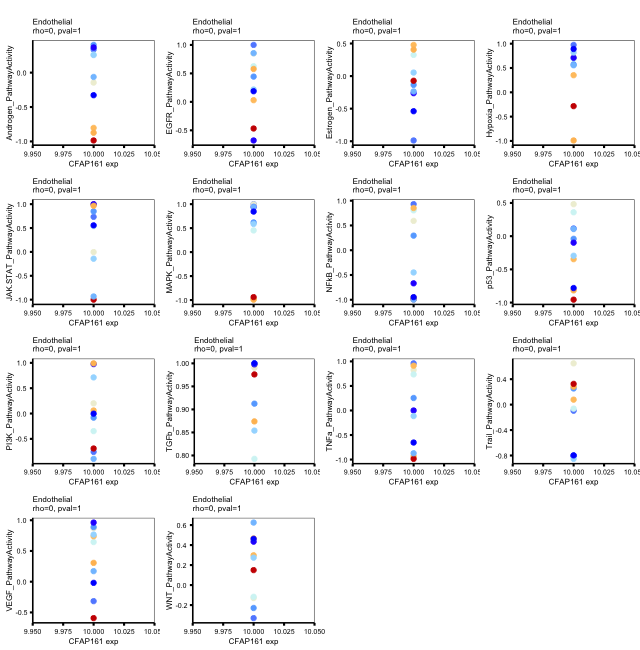 Endothelial
rho=0, pval=1
Androgen_PathwayActivity
0.0
-0.5
-1.0
9.950 9.975 10.000 10.025 10.05
CFAP161 exp
Endothelial
rho=0, pval=1
EGFR_PathwayActivity
1.0
0.5
0.0
-0.5
9.950 9.975 10.000 10.025 10.05
CFAP161 exp
Endothelial
rho=0, pval=1
Estrogen_PathwayActivity
0.5
0.0
-0.5
-1.0
9.950 9.975 10.000 10.025 10.05
CFAP161 exp
Endothelial
rho=0, pval=1
Hypoxia_PathwayActivity
1.0
0.5
0.0
-0.5
-1.0
9.950 9.975 10.000 10.025 10.05
CFAP161 exp
Endothelial
rho=0, pval=1
JAK.STAT_PathwayActivity
1.0
0.5
0.0
-0.5
-1.0
9.950 9.975 10.000 10.025 10.05
CFAP161 exp
Endothelial
rho=0, pval=1
MAPK_PathwayActivity
1.0
0.5
0.0
-0.5
-1.0
9.950 9.975 10.000 10.025 10.05
CFAP161 exp
Endothelial
rho=0, pval=1
NFkB_PathwayActivity
1.0
0.5
0.0
-0.5
-1.0
9.950 9.975 10.000 10.025 10.05
CFAP161 exp
Endothelial
rho=0, pval=1
p53_PathwayActivity
0.5
0.0
-0.5
-1.0
9.950 9.975 10.000 10.025 10.05
CFAP161 exp
Endothelial
rho=0, pval=1
PI3K_PathwayActivity
1.0
0.5
0.0
-0.5
9.950 9.975 10.000 10.025 10.05
CFAP161 exp
Endothelial
rho=0, pval=1
TGFb_PathwayActivity
1.00
0.95
0.90
0.85
0.80
9.950 9.975 10.000 10.025 10.050
CFAP161 exp
Endothelial
rho=0, pval=1
TNFa_PathwayActivity
1.0
0.5
0.0
-0.5
-1.0
9.950 9.975 10.000 10.025 10.05
CFAP161 exp
Endothelial
rho=0, pval=1
Trail_PathwayActivity
0.4
0.0
-0.4
-0.8
9.950 9.975 10.000 10.025 10.05
CFAP161 exp
Endothelial
rho=0, pval=1
VEGF_PathwayActivity
1.0
0.5
0.0
-0.5
9.950 9.975 10.000 10.025 10.05
CFAP161 exp
Endothelial
rho=0, pval=1
WNT_PathwayActivity
0.6
0.4
0.2
0.0
-0.2
9.950 9.975 10.000 10.025 10.050
CFAP161 exp